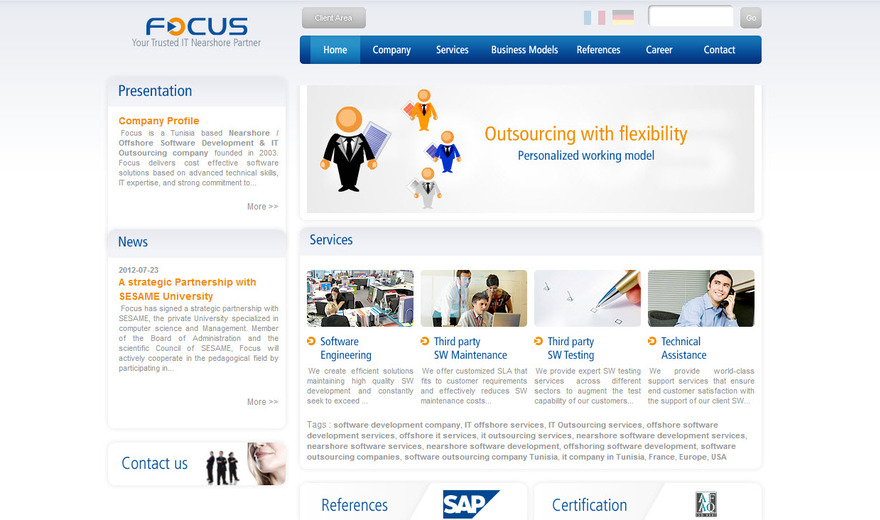 FOCUS
Your Trusted IT Nearshore Partner
Client Area
Go
Home
Company
Services
Business Models
References
Career
Contact
Presentation
Company Profile
Focus is a Tunisia based Nearshore /
Offshore Software Development & IT
Outsourcing company founded in 2003.
Focus delivers cost effective software
solutions based on advanced technical skills,
IT expertise, and strong commitment to...
More >>
News
2012-07-23
A strategic Partnership with
SESAME University
Focus has signed a strategic partnership with
SESAME, the private University specialized in
computer science and Management. Member
of the Board of Administration and the
scientific Council of SESAME, Focus will
actively cooperate in the pedagogical field by
participating in...
More >>
Contact us
Outsourcing with flexibility
Personalized working model
Services
Software
Engineering
We create efficient solutions
maintaining high quality SW
development and constantly
seek to exceed ...
Third party
SW Maintenance
We offer customized SLA that
fits to customer requirements
and effectively reduces SW
maintenance costs...
Third party
SW Testing
We provide expert SW testing
services across different
sectors to augment the test
capability of our customers...
Technical
Assistance
We provide world-class
support services that ensure
end customer satisfaction with
the support of our client SW...
Tags : software development company, IT offshore services, IT Outsourcing services, offshore software
development services, offshore it services, it outsourcing services, nearshore software development services,
nearshore software services, nearshore software development, offshoring software development, software
outsourcing companies, software outsourcing company Tunisia, it company in Tunisia, France, Europe, USA
References
SAP
Certification